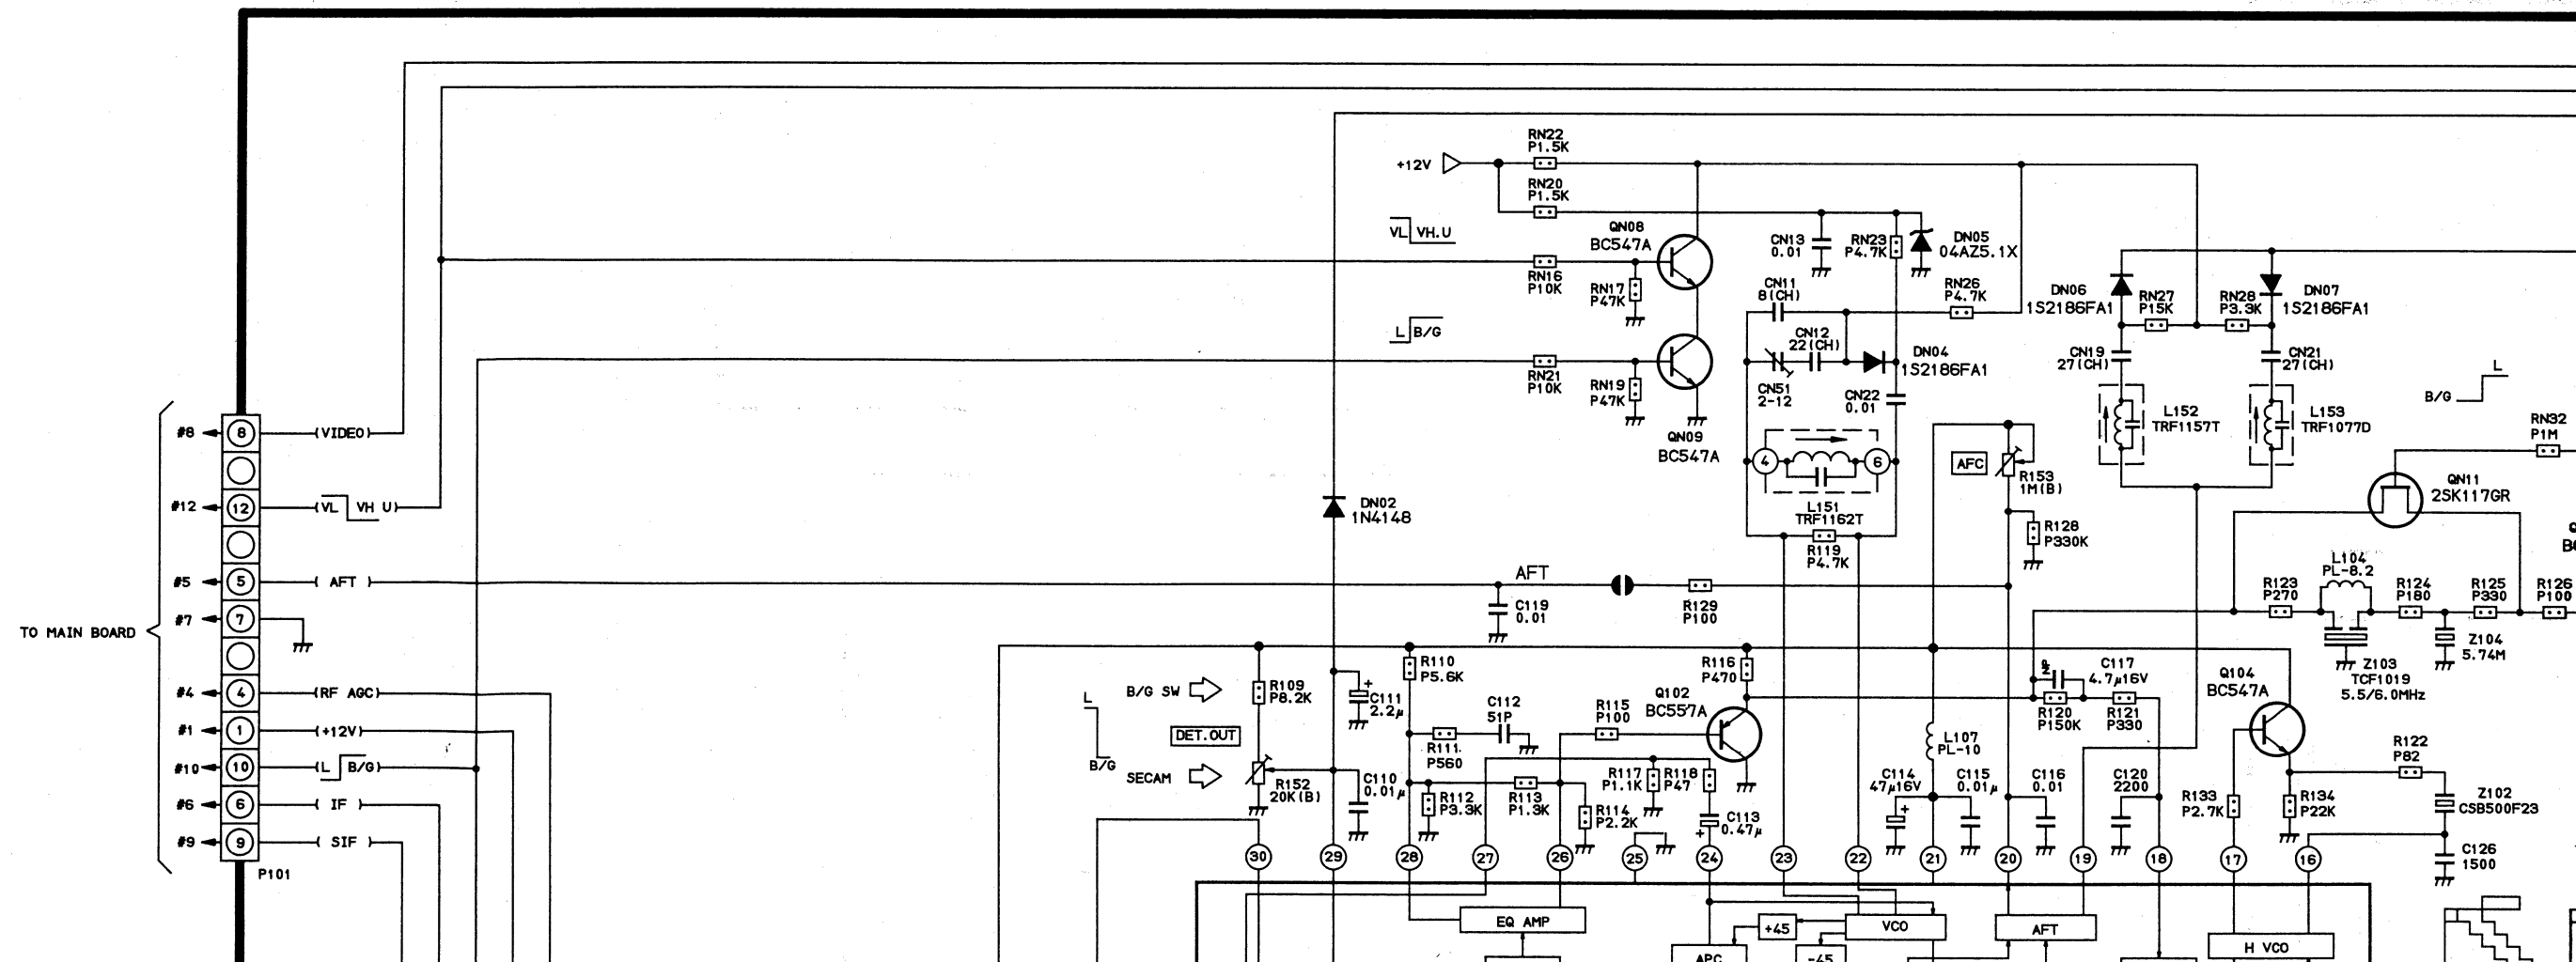 RN22
P1.5K
+12V
RN20
P1.5K
VL VH.U
QN08
BC547A
CN13
0.01
RN23
P4.7K
DN05
04AZ5.1X
RN16
P10K
RN17
P47K
CN11
8(CH)
RN26
P4.7K
DN06
1S2186FA1
RN27
P15K
RN28
P3.3K
DN07
1S2186FA1
L B/G
CN12
22(CH)
DN04
1S2186FA1
CN19
27(CH)
CN21
27(CH)
RN21
P10K
RN19
P47K
CN51
2-12
CN22
0.01
L
B/G
L152
TRF1157T
L153
TRF1077D
RN32
P1M
#8 8 (VIDEO)
QN09
BC547A
4 6
AFC
R153
1M(B)
QN11
2SK117GR
#12 12 (VL VH U)
DN02
1N4148
L151
TRF1162T
R128
P330K
R119
P4.7K
L104
PL-8.2
#5 5 ( AFT )
AFT
C119
0.01
R129
P100
R123
P270
R124
P180
R125
P330
R126
P100
#7 7
TO MAIN BOARD
Z103
TCF1019
5.5/6.0MHz
Z104
5.74M
#4 4 (RF AGC)
L
B/G
B/G SW
R109
P8.2K
C111
2.2μ
+
R110
P5.6K
R116
P470
C117
4.7μ16V
Q104
BC547A
#1 1 (+12V)
DET.OUT
C112
51P
R115
P100
Q102
BC557A
R120
P150K
R121
P330
R111
P560
L107
PL-10
R122
P82
#10 10 (L B/G)
SECAM
R152
20K(B)
C110
0.01μ
R112
P3.3K
R113
P1.3K
R114
P2.2K
R117
P1.1K
R118
P47
C113
0.47μ
+
C114
47μ16V
+
C115
0.01μ
C116
0.01
C120
2200
R133
P2.7K
R134
P22K
Z102
CSB500F23
#6 6 ( IF )
#9 9 ( SIF )
P101
30 29 28 27 26 25 24 23 22 21 20 19 18 17 16
C126
1500
EQ AMP
+45
VCO
AFT
H VCO
APC
-45